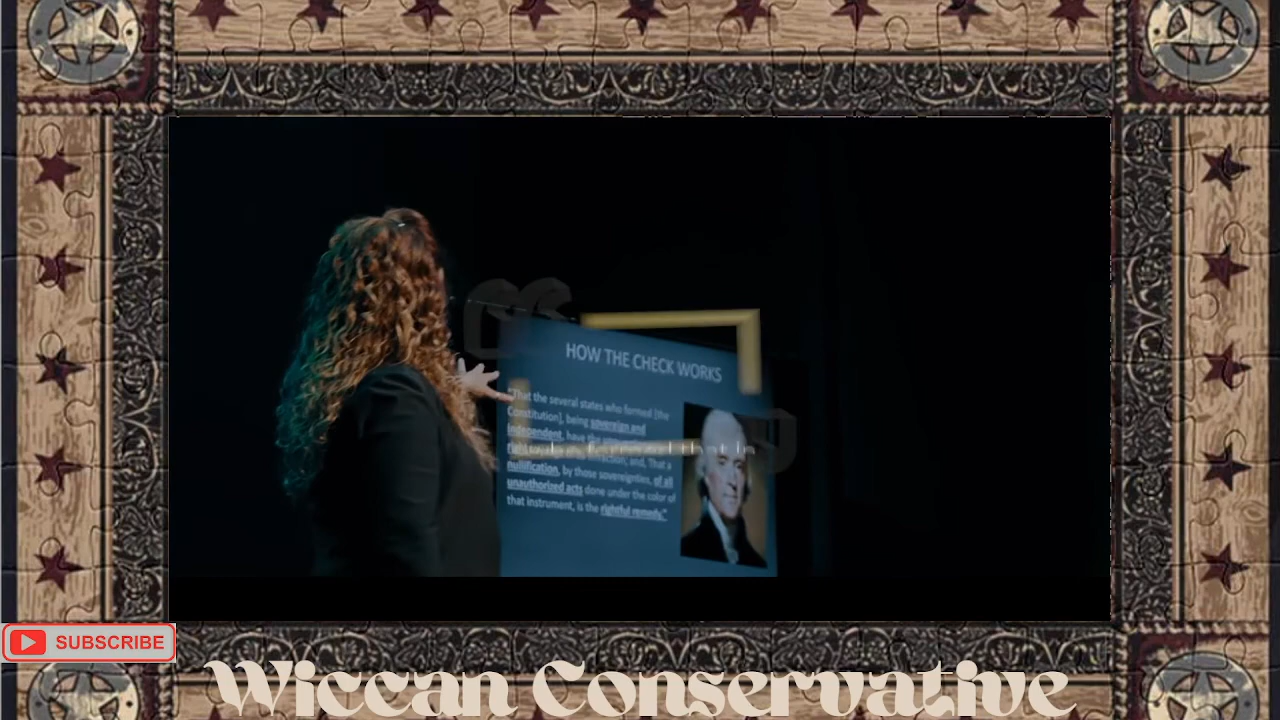 HOW THE CHECK WORKS
"That the several states who formed [the
Constitution], being sovereign and
independent, have the
nullification, by those sovereignties, of all
unauthorized acts done under the color of
that instrument, is the rightful remedy."
SUBSCRIBE
Wiccan Conservative